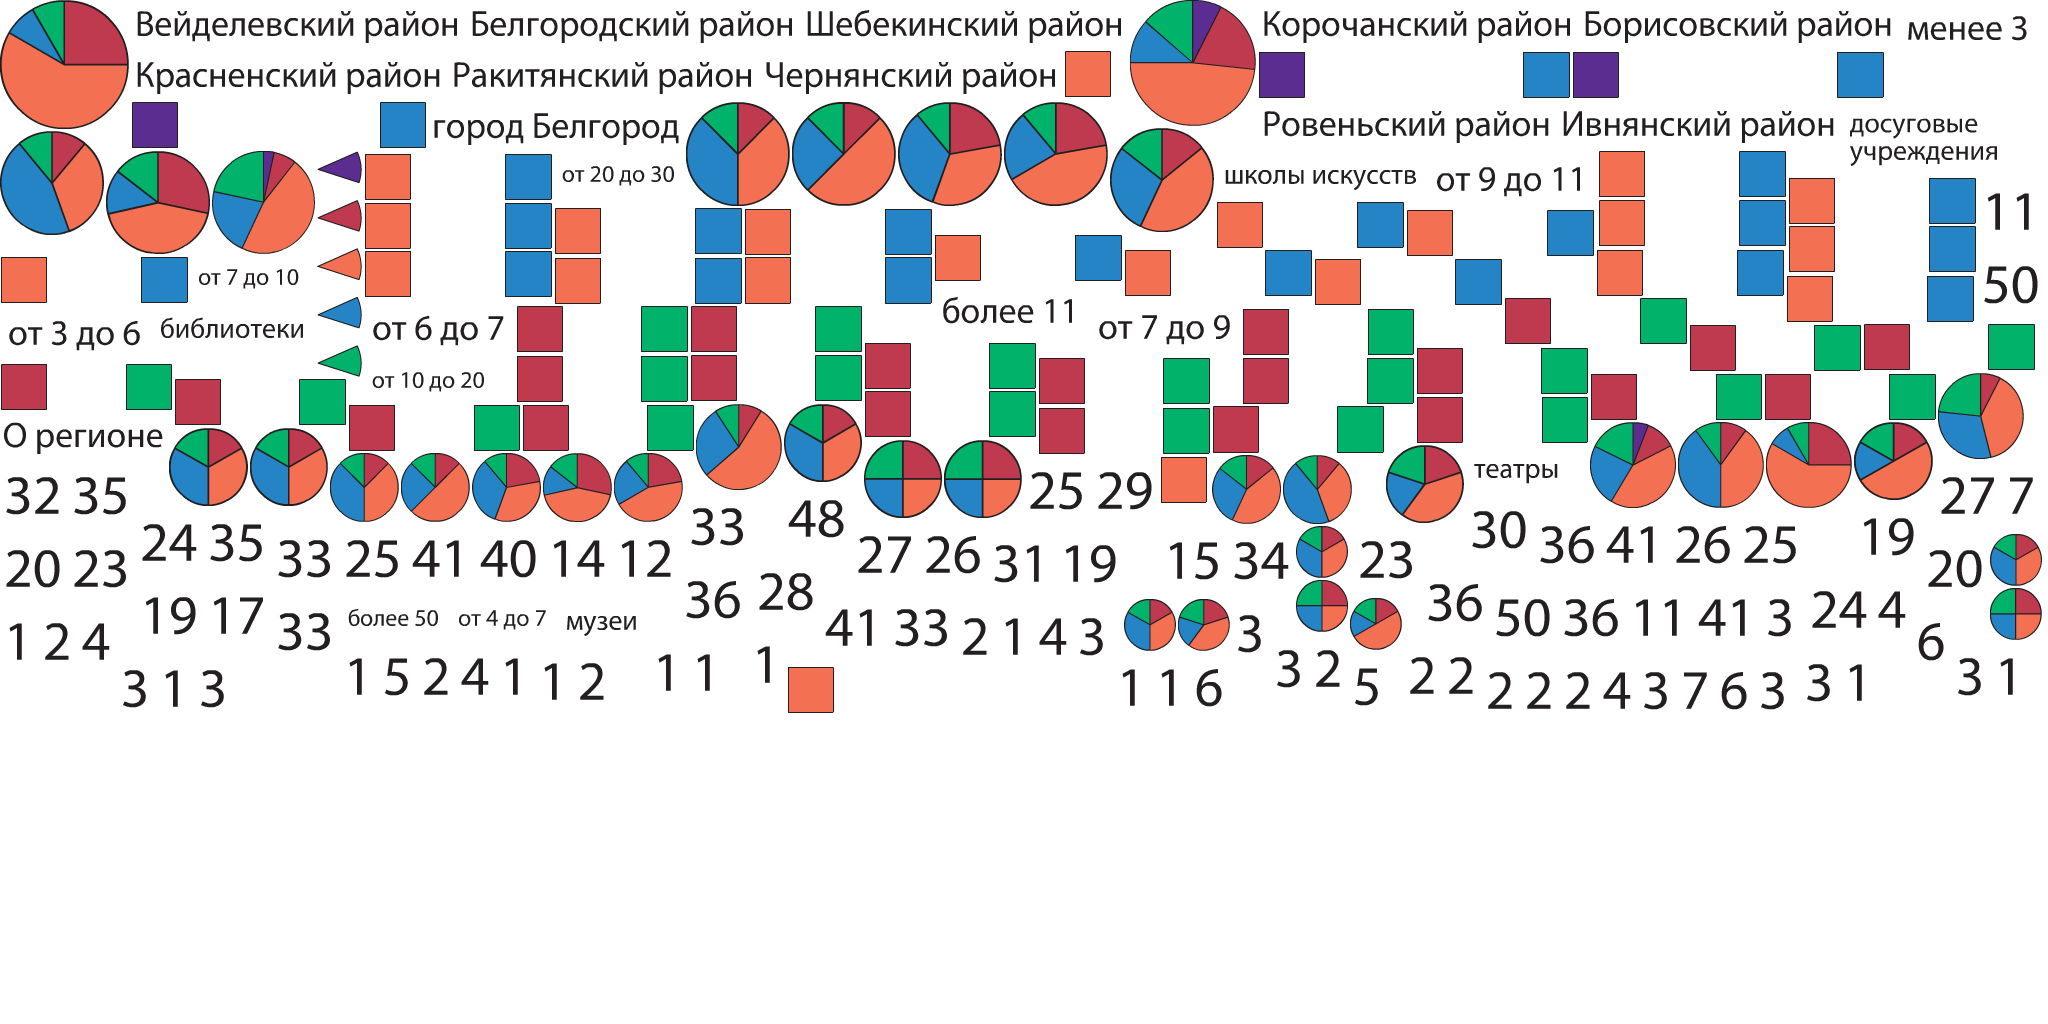 Вейделевский район Белгородский район Шебекинский район
Корочанский район Борисовский район менее 3
Красненский район Ракитянский район Чернянский район
город Белгород
Ровеньский район Ивнянский район
досуговые
учреждения
от 20 до 30
школы искусств
от 9 до 11
11
от 7 до 10
50
от 3 до 6
библиотеки
от 6 до 7
более 11
от 7 до 9
от 10 до 20
О регионе
театры
32 35
25 29
27 7
24 35
33 25 41 40 14 12
33
48
27 26
31 19
15 34
23
30
36 41 26 25
19
20 23
20
19 17
33
более 50
от 4 до 7
музеи
36
28
41 33
2 1 4 3
3
36
50 36 11 41 3
24 4
1 2 4
6
3 1 3
1 5 2 4 1
1 2
1 1
1
1 1 6
3 2
5
2 2
2 2 2 4 3 7 6 3
3 1
3 1